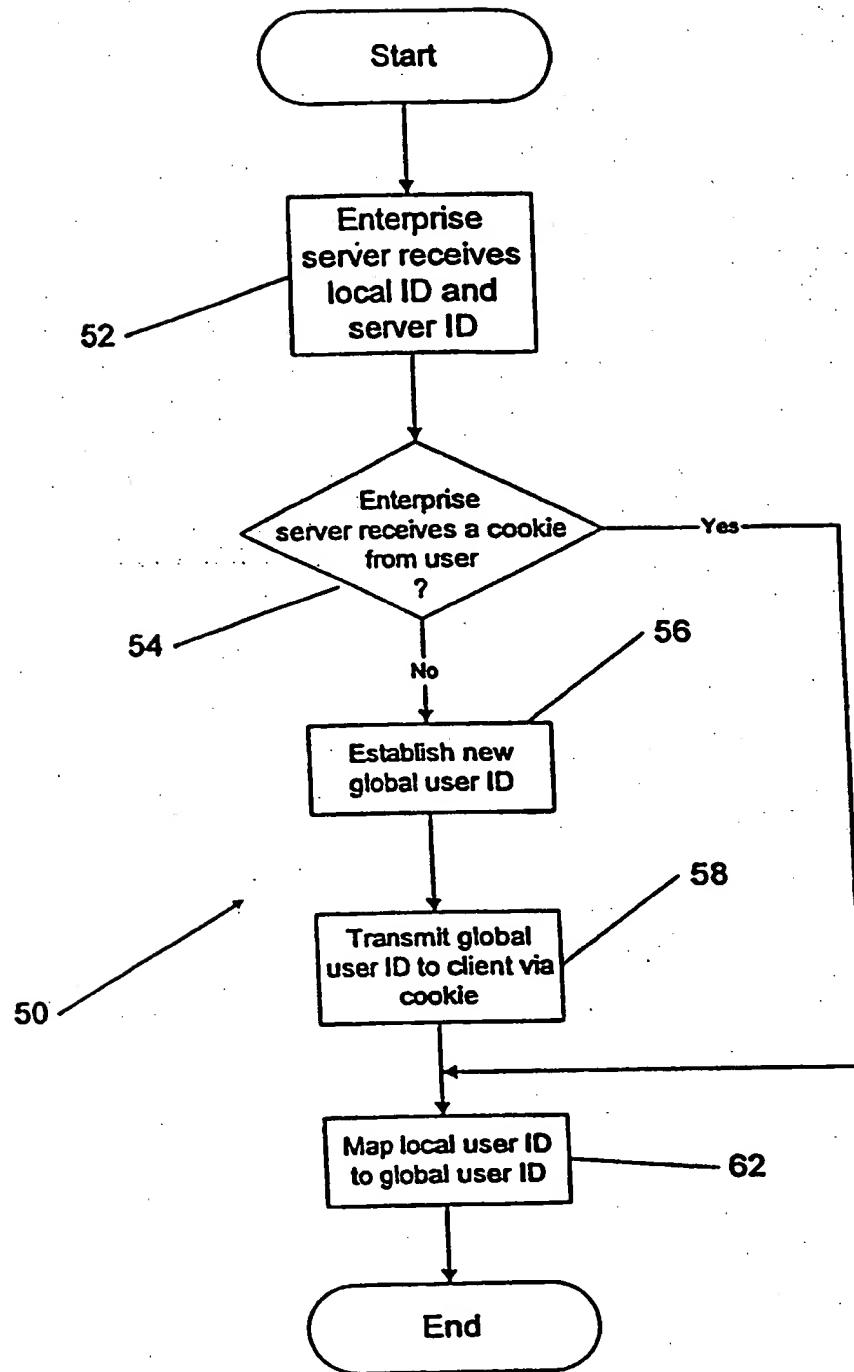 Start
Enterprise
server receives
local ID and
server ID
52
Enterprise
server receives a cookie
from user
?
Yes
54
No
56
Establish new
global user ID
58
Transmit global
user ID to client via
cookie
50
Map local user ID
to global user ID
62
End